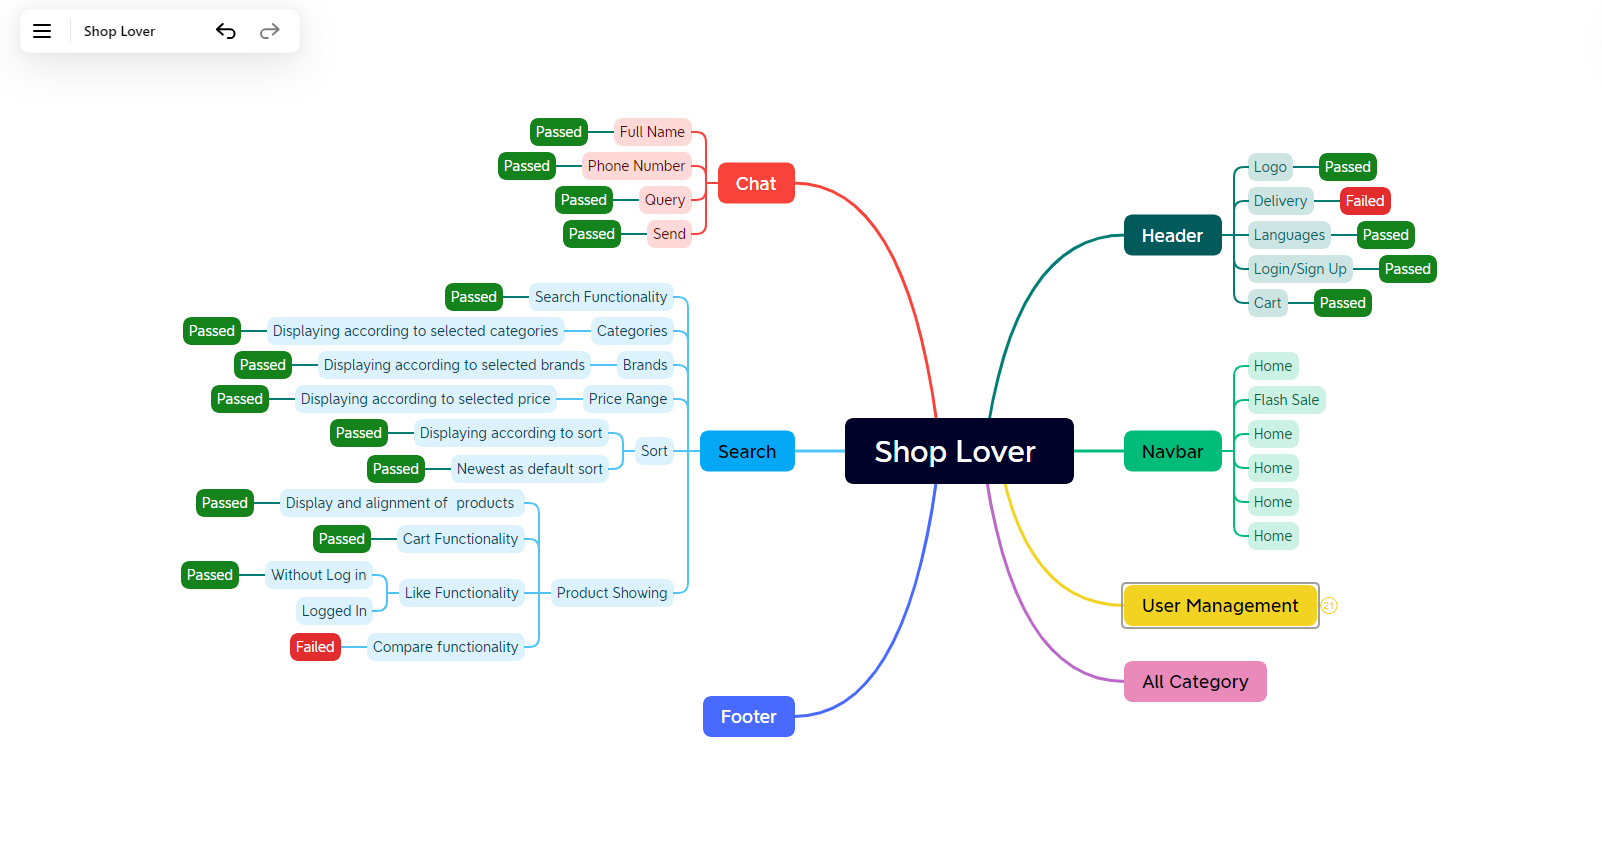 Shop Lover
Passed Full Name
Passed Phone Number
Passed Query
Passed Send
Chat
Passed Search Functionality
Passed Displaying according to selected categories Categories
Passed Displaying according to selected brands Brands
Passed Displaying according to selected price Price Range
Passed Displaying according to sort
Passed Newest as default sort
Sort
Passed Display and alignment of  products
Passed Cart Functionality
Passed Without Log in
Logged In
Like Functionality
Failed Compare functionality
Product Showing
Search
Footer
Shop Lover
Header
Logo Passed
Delivery Failed
Languages Passed
Login/Sign Up Passed
Cart Passed
Navbar
Home
Flash Sale
Home
Home
Home
Home
User Management 21
All Category